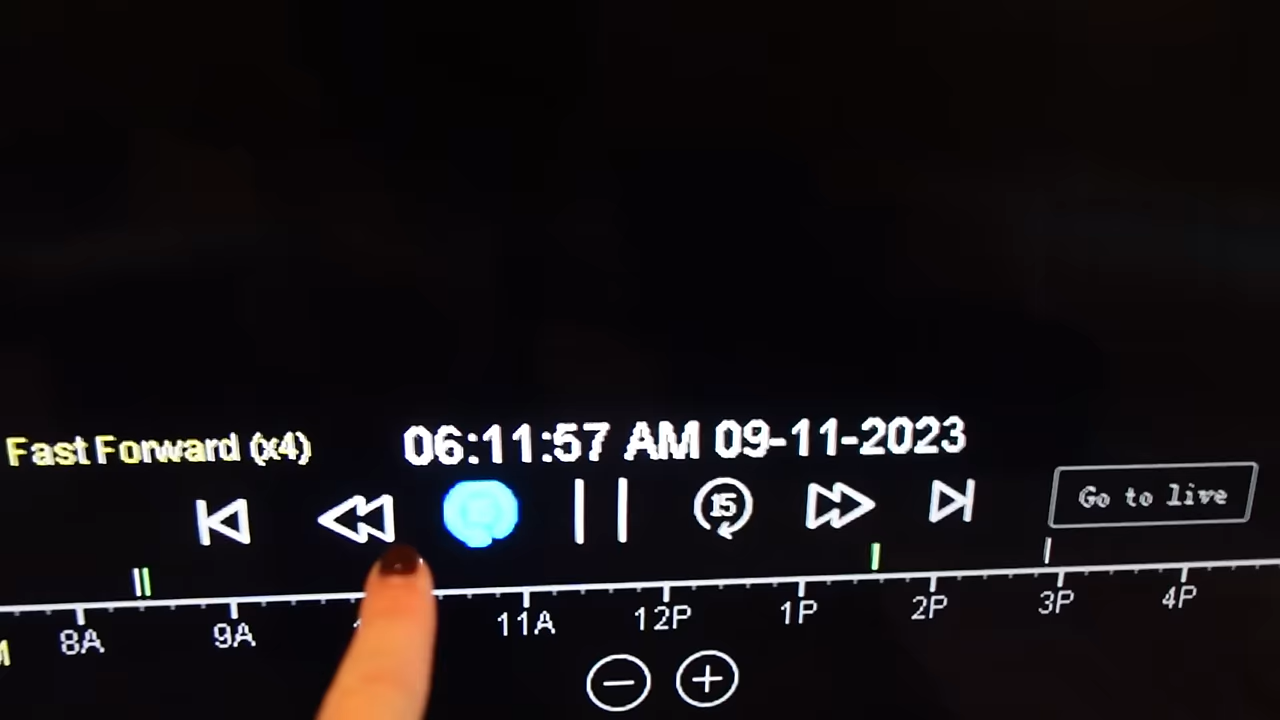 Fast Forward (x4)
06:11:57 AM 09-11-2023
15
Go to live
8A
9A
11A
12P
1P
2P
3P
4P